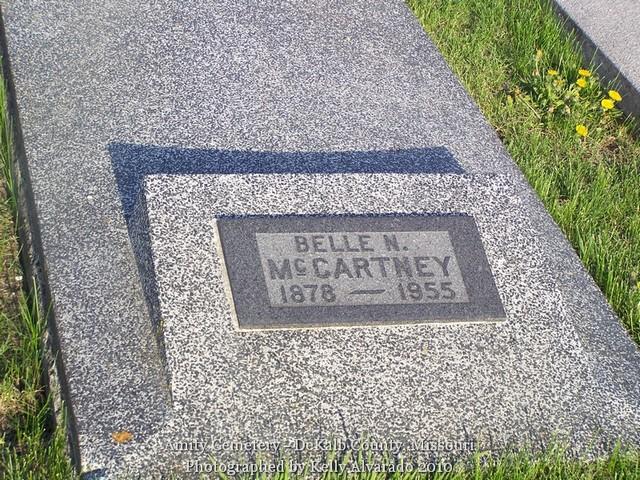 BELLE N.
McCARTNEY
1878 — 1955
Amity Cemetery - DeKalb County, Missouri
Photographed by Kelly Alvarado 2010